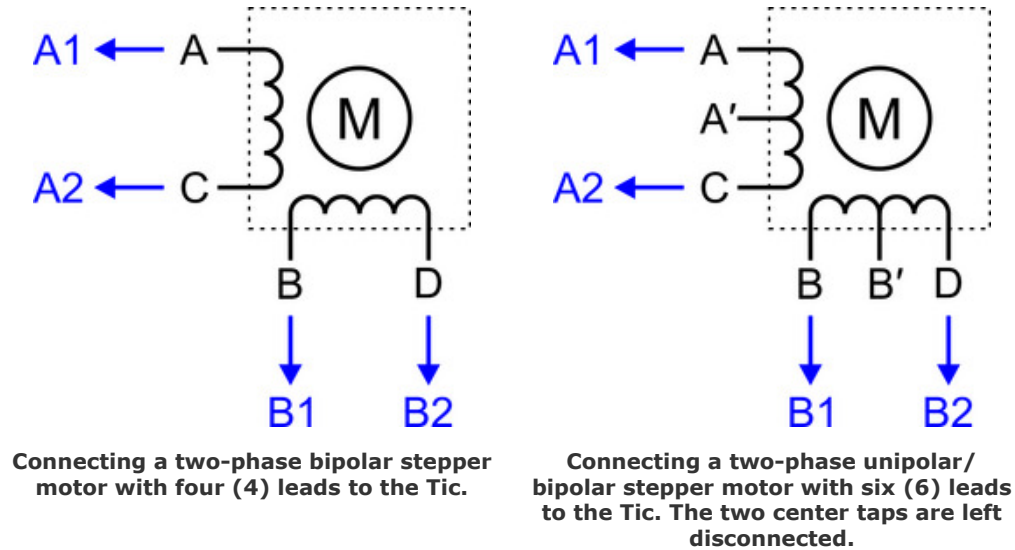 A1 A
M
A2 C
B D
B1 B2
Connecting a two-phase bipolar stepper
motor with four (4) leads to the Tic.
A1 A
A′ M
A2 C
B B′ D
B1 B2
Connecting a two-phase unipolar/
bipolar stepper motor with six (6) leads
to the Tic. The two center taps are left
disconnected.